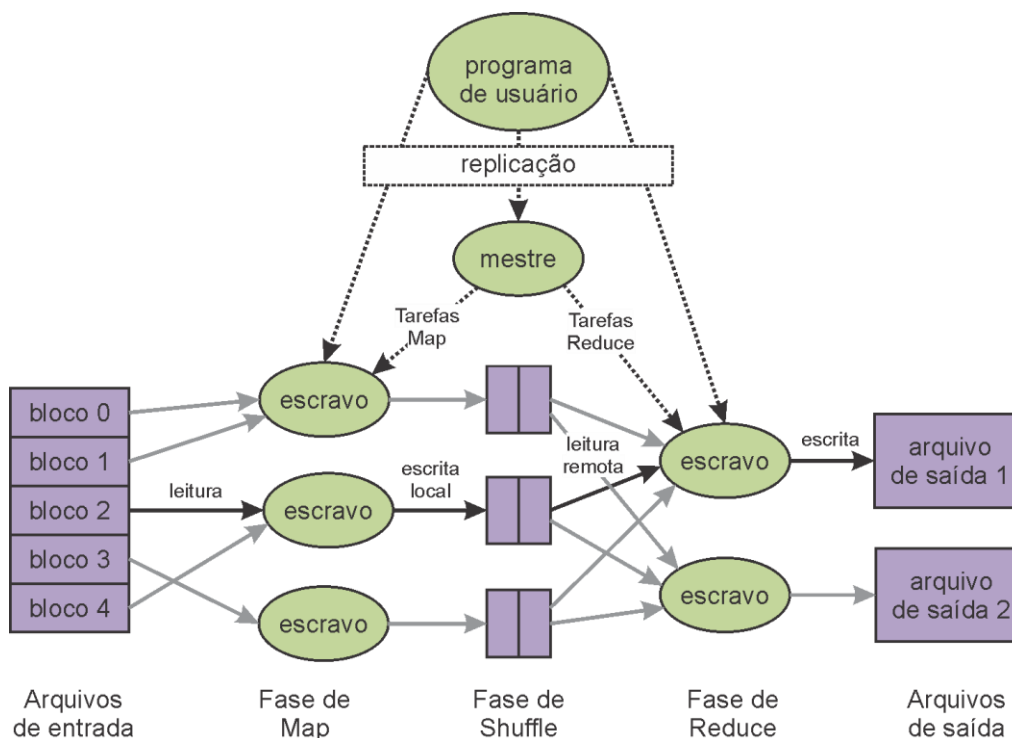 programa
de usuário
replicação
mestre
Tarefas
Map
Tarefas
Reduce
bloco 0
bloco 1
bloco 2
bloco 3
bloco 4
leitura
escravo
escravo
escravo
escrita
local
leitura
remota
escravo
escravo
escrita
arquivo
de saída 1
arquivo
de saída 2
Arquivos
de entrada
Fase de
Map
Fase de
Shuffle
Fase de
Reduce
Arquivos
de saída